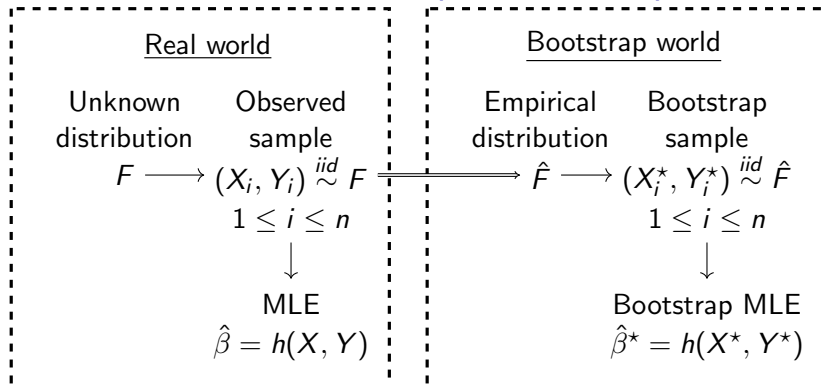 Real world
Unknown distribution
Observed sample
F ⟶ (X_i, Y_i) iid ∼ F
1 ≤ i ≤ n
MLE
β̂ = h(X, Y)
Bootstrap world
Empirical distribution
Bootstrap sample
F̂ ⟶ (X_i^⋆, Y_i^⋆) iid ∼ F̂
1 ≤ i ≤ n
Bootstrap MLE
β̂^⋆ = h(X^⋆, Y^⋆)